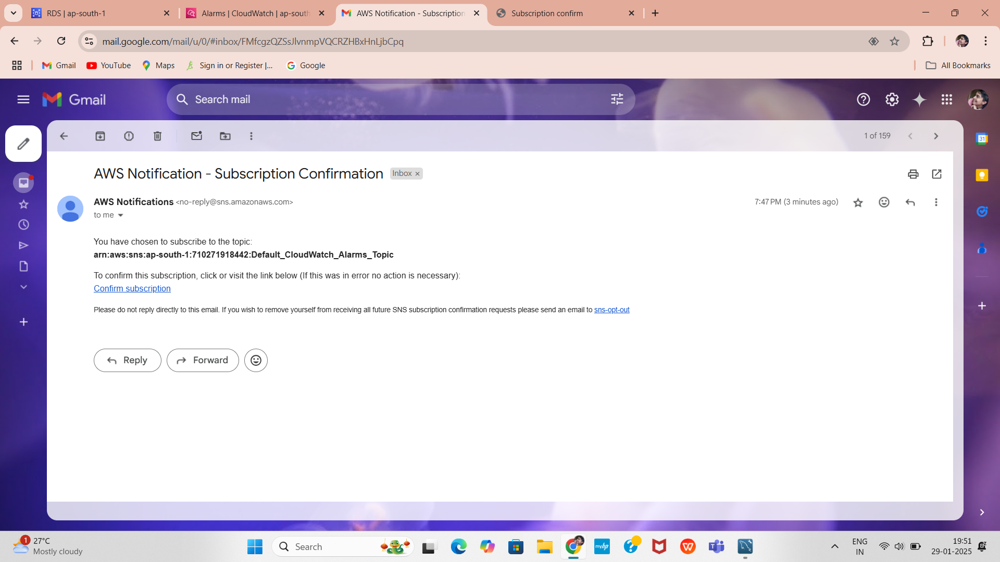 RDS | ap-south-1
Alarms | CloudWatch | ap-south
AWS Notification - Subscription
Subscription confirm
mail.google.com/mail/u/0/#inbox/FMfcgzQZSsJlvnmpVQCRZHBxHnLjbCpq
Gmail
YouTube
Maps
Sign in or Register |...
Google
All Bookmarks
Gmail
Search mail
1 of 159
31
AWS Notification - Subscription Confirmation
Inbox ×
AWS Notifications <no-reply@sns.amazonaws.com>
7:47 PM (3 minutes ago)
to me
You have chosen to subscribe to the topic:
arn:aws:sns:ap-south-1:710271918442:Default_CloudWatch_Alarms_Topic
To confirm this subscription, click or visit the link below (If this was in error no action is necessary):
Confirm subscription
Please do not reply directly to this email. If you wish to remove yourself from receiving all future SNS subscription confirmation requests please send an email to sns-opt-out
Reply
Forward
1
27°C
Mostly cloudy
Search
myhp
ENG
IN
19:51
29-01-2025